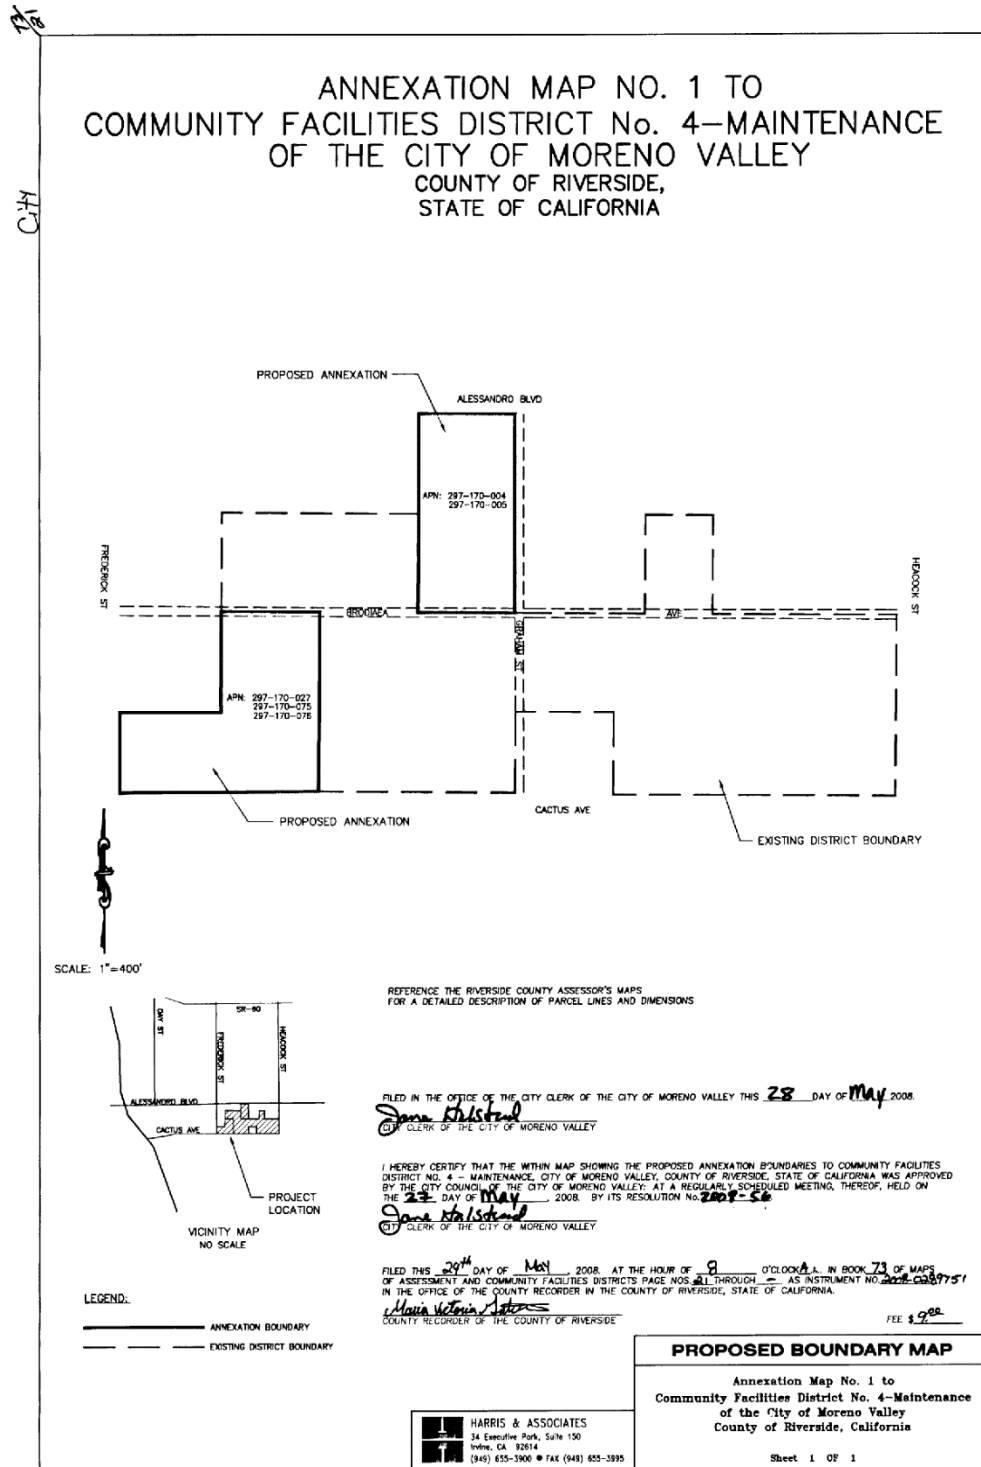 73/21
City
ANNEXATION MAP NO. 1 TO
COMMUNITY FACILITIES DISTRICT No. 4-MAINTENANCE
OF THE CITY OF MORENO VALLEY
COUNTY OF RIVERSIDE,
STATE OF CALIFORNIA
PROPOSED ANNEXATION
ALESSANDRO BLVD
APN: 297-170-004
297-170-005
FREDERICK ST
HEACOCK ST
BRODIAEA
AVE
GRAHAM ST
APN: 297-170-027
297-170-075
297-170-076
PROPOSED ANNEXATION
CACTUS AVE
EXISTING DISTRICT BOUNDARY
SCALE: 1"=400'
SR-60
DAY ST
FREDERICK ST
HEACOCK ST
ALESSANDRO BLVD
CACTUS AVE
PROJECT
LOCATION
VICINITY MAP
NO SCALE
REFERENCE THE RIVERSIDE COUNTY ASSESSOR'S MAPS
FOR A DETAILED DESCRIPTION OF PARCEL LINES AND DIMENSIONS
FILED IN THE OFFICE OF THE CITY CLERK OF THE CITY OF MORENO VALLEY THIS 28 DAY OF May 2008.
Jane Halstead
CITY CLERK OF THE CITY OF MORENO VALLEY
I HEREBY CERTIFY THAT THE WITHIN MAP SHOWING THE PROPOSED ANNEXATION BOUNDARIES TO COMMUNITY FACILITIES
DISTRICT NO. 4 - MAINTENANCE, CITY OF MORENO VALLEY, COUNTY OF RIVERSIDE, STATE OF CALIFORNIA WAS APPROVED
BY THE CITY COUNCIL OF THE CITY OF MORENO VALLEY: AT A REGULARLY SCHEDULED MEETING, THEREOF, HELD ON
THE 27 DAY OF May, 2008. BY ITS RESOLUTION No. 2008-56
Jane Halstead
CITY CLERK OF THE CITY OF MORENO VALLEY
FILED THIS 29th DAY OF May, 2008. AT THE HOUR OF 8 O'CLOCK A.. IN BOOK 73 OF MAPS
OF ASSESSMENT AND COMMUNITY FACILITIES DISTRICTS PAGE NOS. 21 THROUGH - AS INSTRUMENT NO. 2008-0289751
IN THE OFFICE OF THE COUNTY RECORDER IN THE COUNTY OF RIVERSIDE, STATE OF CALIFORNIA.
Maria Victoria
COUNTY RECORDER OF THE COUNTY OF RIVERSIDE
FEE $ 9.00
LEGEND:
ANNEXATION BOUNDARY
EXISTING DISTRICT BOUNDARY
PROPOSED BOUNDARY MAP
Annexation Map No. 1 to
Community Facilities District No. 4-Maintenance
of the City of Moreno Valley
County of Riverside, California
Sheet 1 OF 1
HARRIS & ASSOCIATES
34 Executive Park, Suite 150
Irvine, CA 92614
(949) 655-3900 • FAX (949) 655-3995